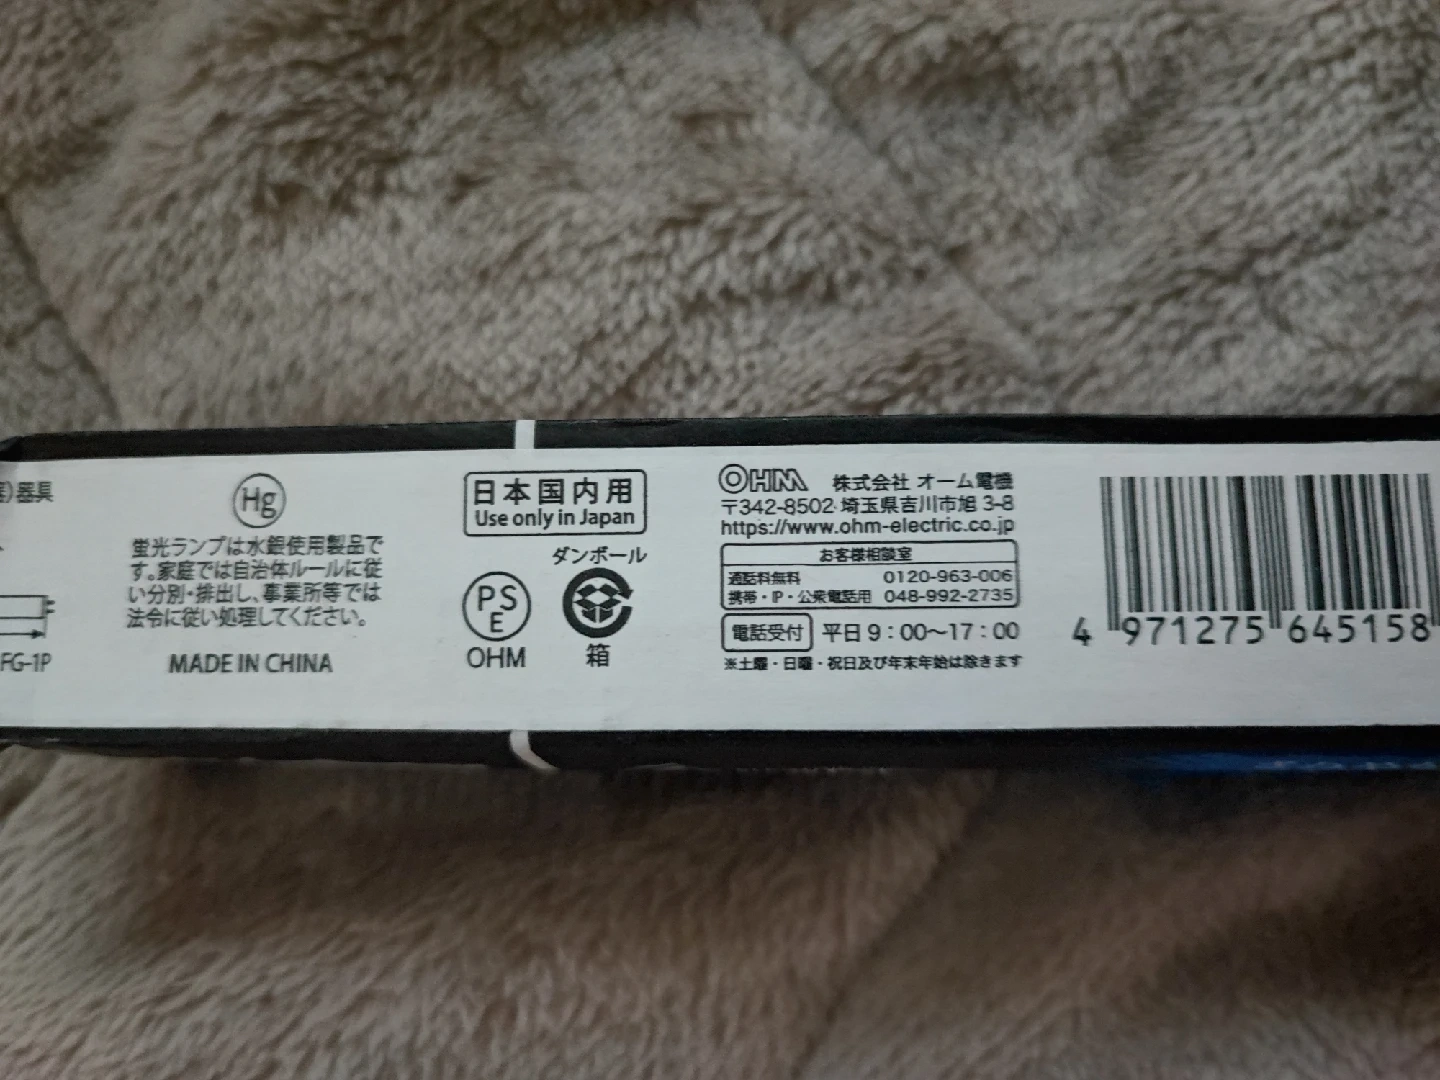 器具
FG-1P
Hg
蛍光ランプは水銀使用製品で
す。家庭では自治体ルールに従
い分別・排出し、事業所等では
法令に従い処理してください。
MADE IN CHINA
日本国内用
Use only in Japan
PS
E
OHM
ダンボール
箱
OHM 株式会社 オーム電機
〒342-8502 埼玉県吉川市旭 3-8
https://www.ohm-electric.co.jp
お客様相談室
通話料無料 0120-963-006
携帯・IP・公衆電話用 048-992-2735
電話受付 平日 9：00～17：00
※土曜・日曜・祝日及び年末年始は除きます
4 971275 645158